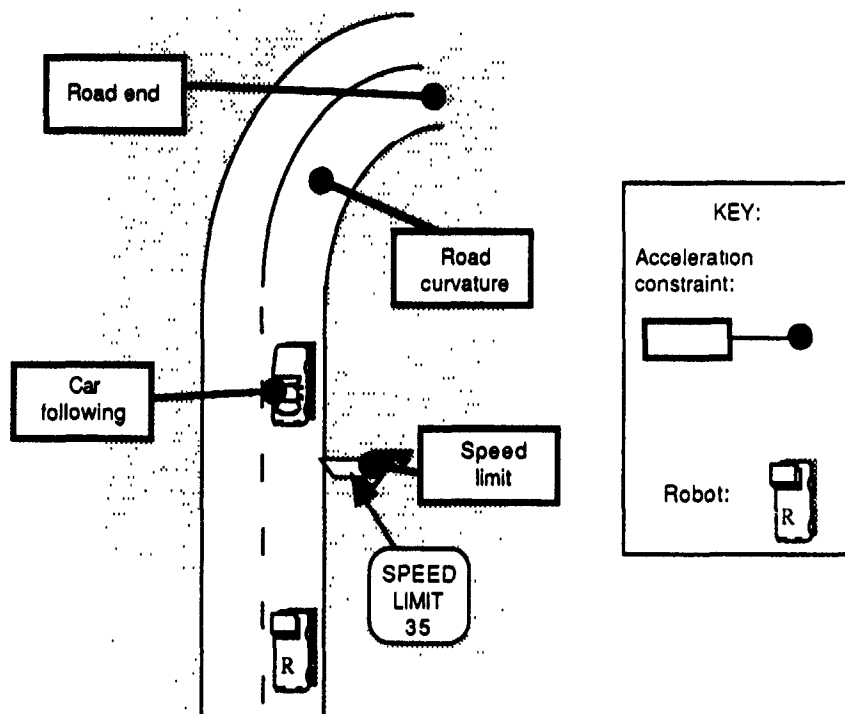 Road end
Road
curvature
Car
following
Speed
limit
SPEED
LIMIT
35
R
KEY:
Acceleration
constraint:
Robot:
R